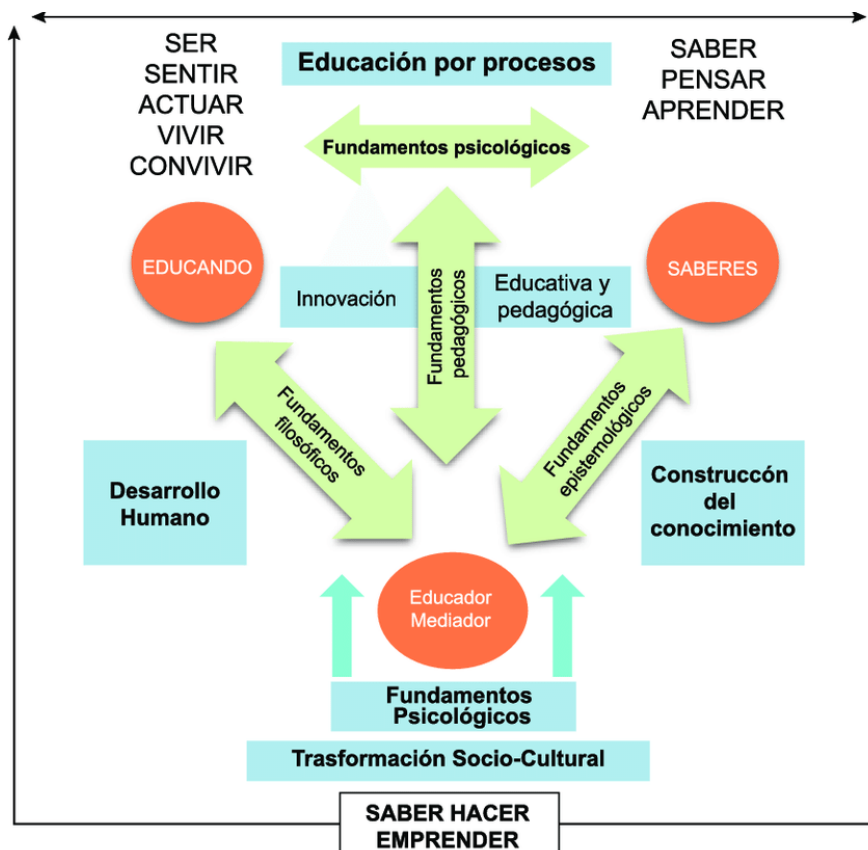 SER
SENTIR
ACTUAR
VIVIR
CONVIVIR
Educación por procesos
SABER
PENSAR
APRENDER
Fundamentos psicológicos
EDUCANDO
SABERES
Innovación
Educativa y
pedagógica
Fundamentos
pedagógicos
Fundamentos
filosóficos
Fundamentos
epistemológicos
Desarrollo
Humano
Construccón
del
conocimiento
Educador
Mediador
Fundamentos
Psicológicos
Trasformación Socio-Cultural
SABER HACER
EMPRENDER